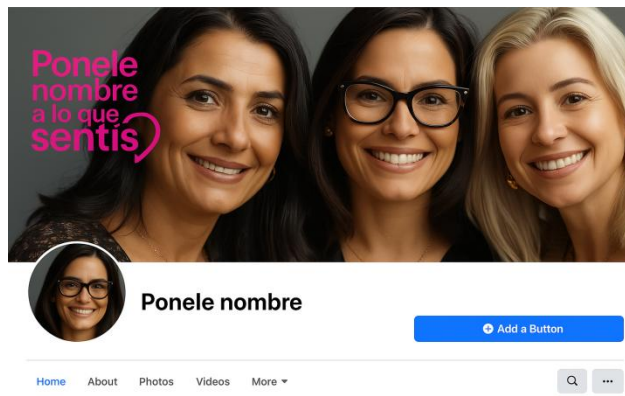 Ponele
nombre
a lo que
sentís
Ponele nombre
Add a Button
Home About Photos Videos More